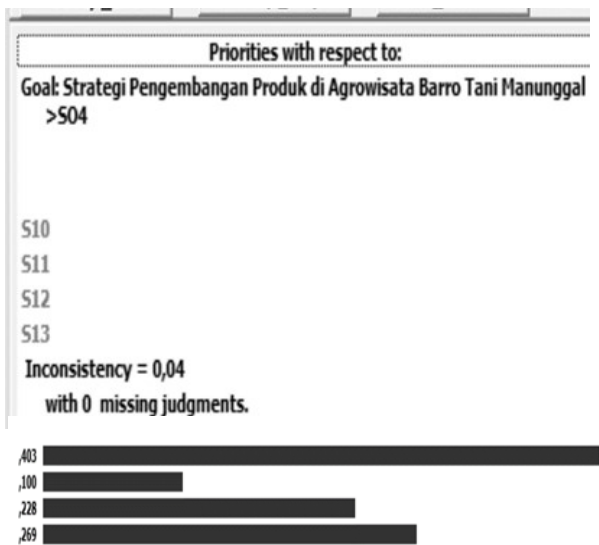 Priorities with respect to:
Goal: Strategi Pengembangan Produk di Agrowisata Barro Tani Manunggal
>SO4
S10
S11
S12
S13
Inconsistency = 0,04
with 0 missing judgments.
,403
,100
,228
,269